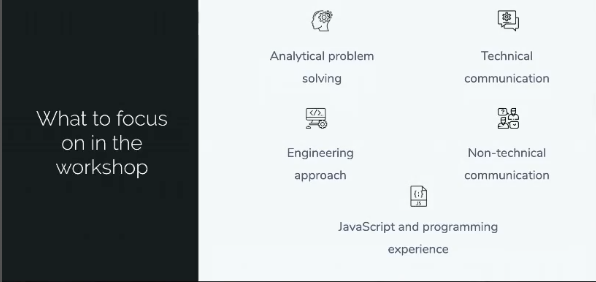 What to focus
on in the
workshop
Analytical problem
solving
Technical
communication
Engineering
approach
Non-technical
communication
JavaScript and programming
experience